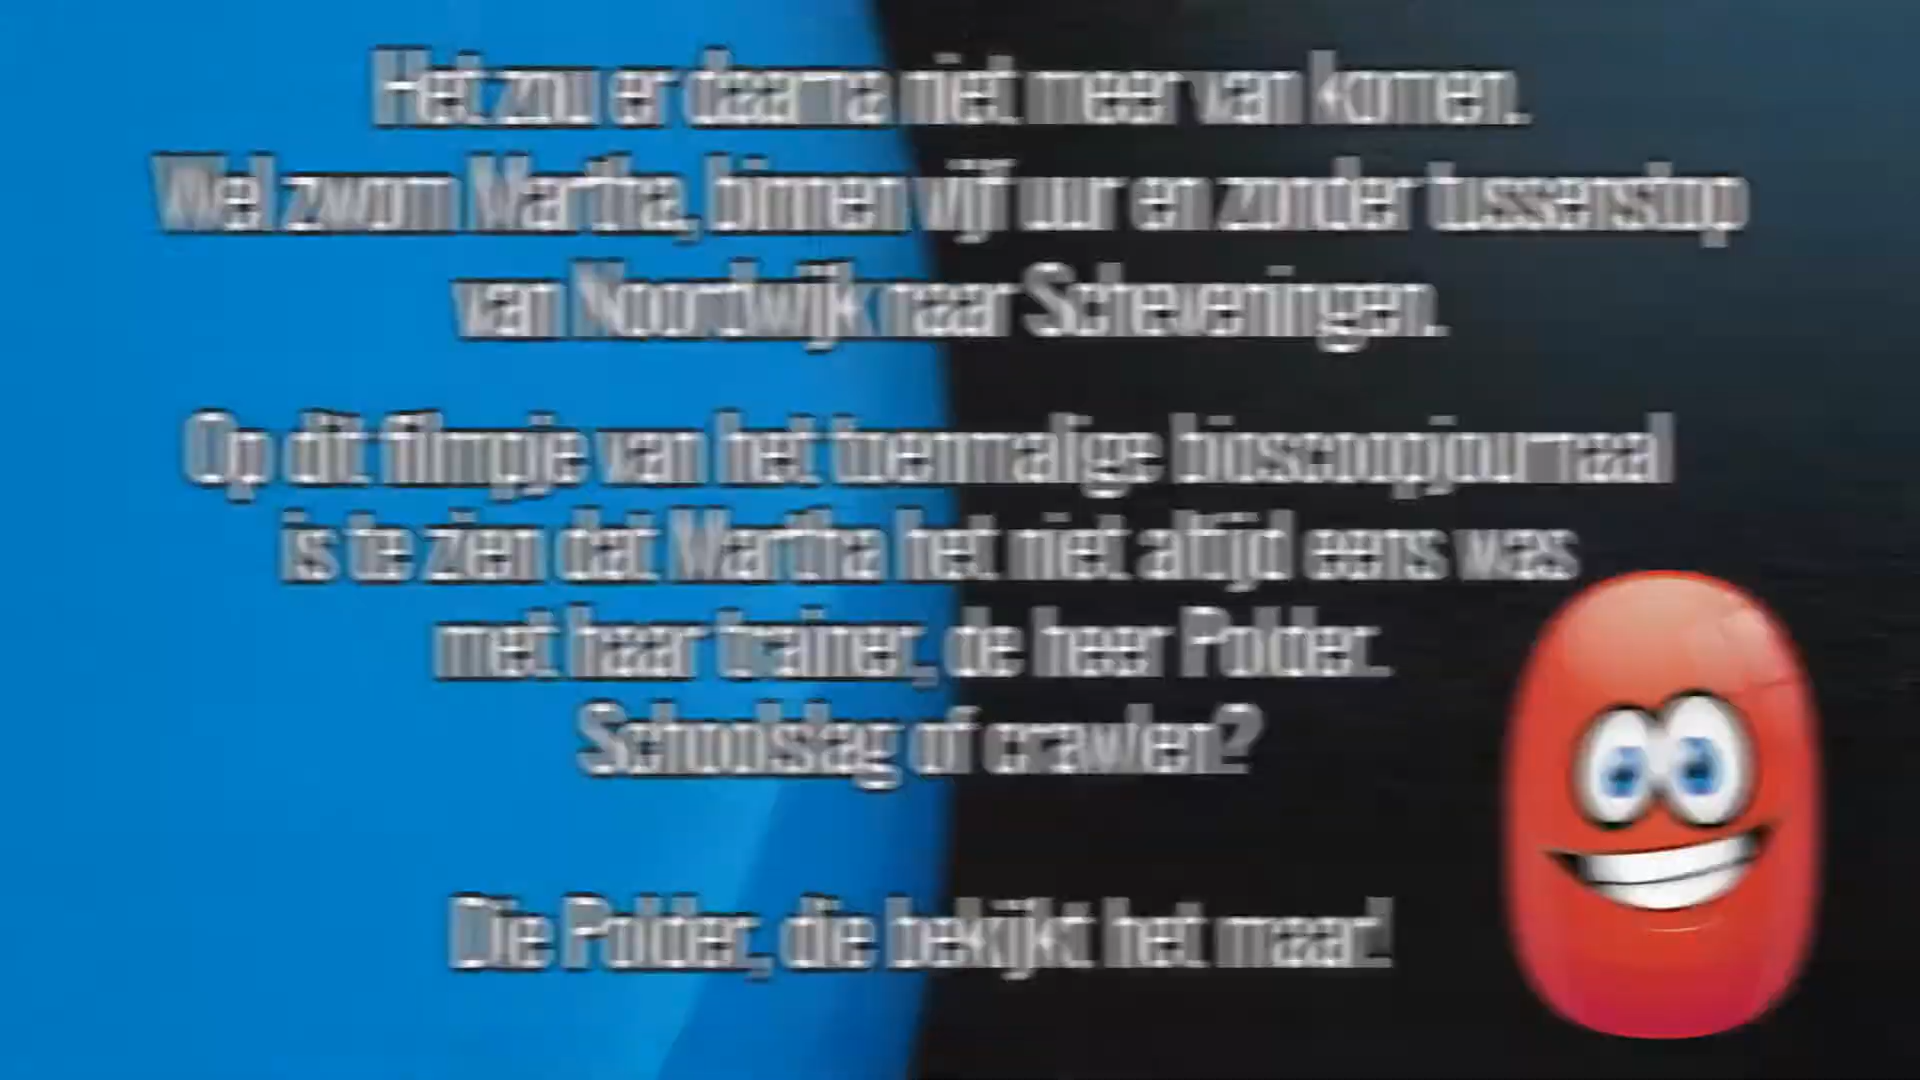 Het zou er daarna niet meer van komen.
Wel zwom Martha, binnen vijf uur en zonder tussenstop
van Noordwijk naar Scheveningen.
Op dit filmpje van het toenmalige bioscoopjournaal
is te zien dat Martha het niet altijd eens was
met haar trainer, de heer Polder.
Schoolslag of crawlen?
Die Polder, die bekijkt het maar!